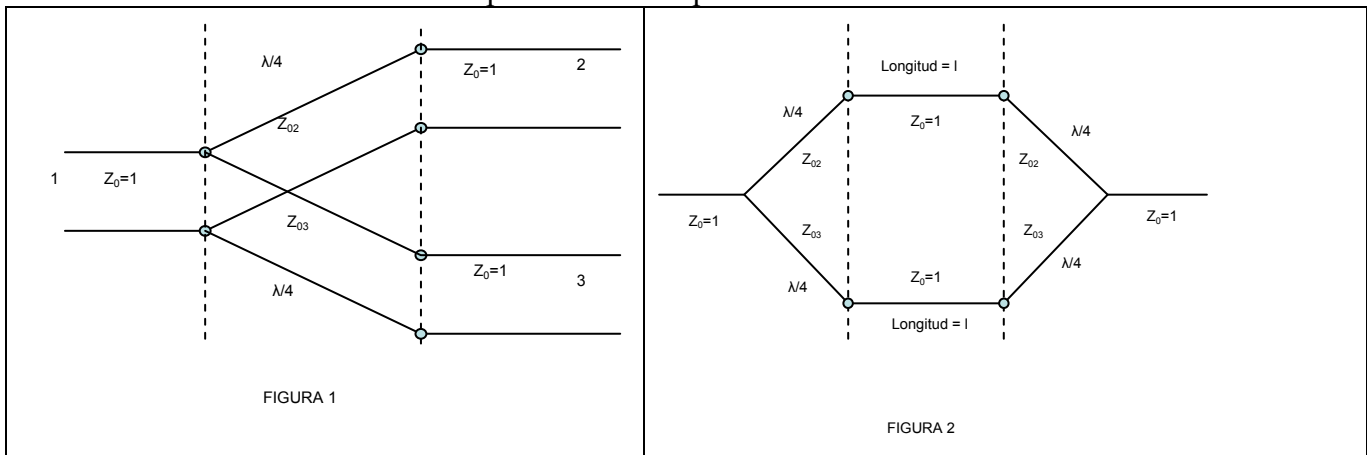 λ/4
Z₀=1
2
Z₀₂
1
Z₀=1
Z₀₃
Z₀=1
3
λ/4
FIGURA 1
Longitud = l
λ/4
Z₀=1
λ/4
Z₀₂
Z₀₂
Z₀=1
Z₀=1
Z₀₃
Z₀₃
λ/4
Z₀=1
λ/4
Longitud = l
FIGURA 2